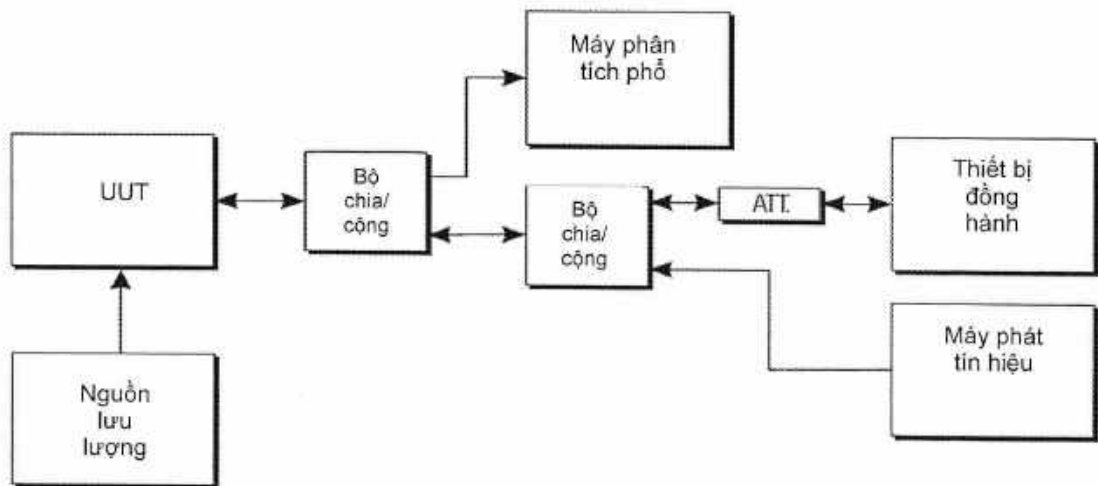 Máy phân
tích phổ
UUT
Bộ
chia/
cộng
Bộ
chia/
cộng
ATT.
Thiết bị
đồng
hành
Nguồn
lưu
lượng
Máy phát
tín hiệu